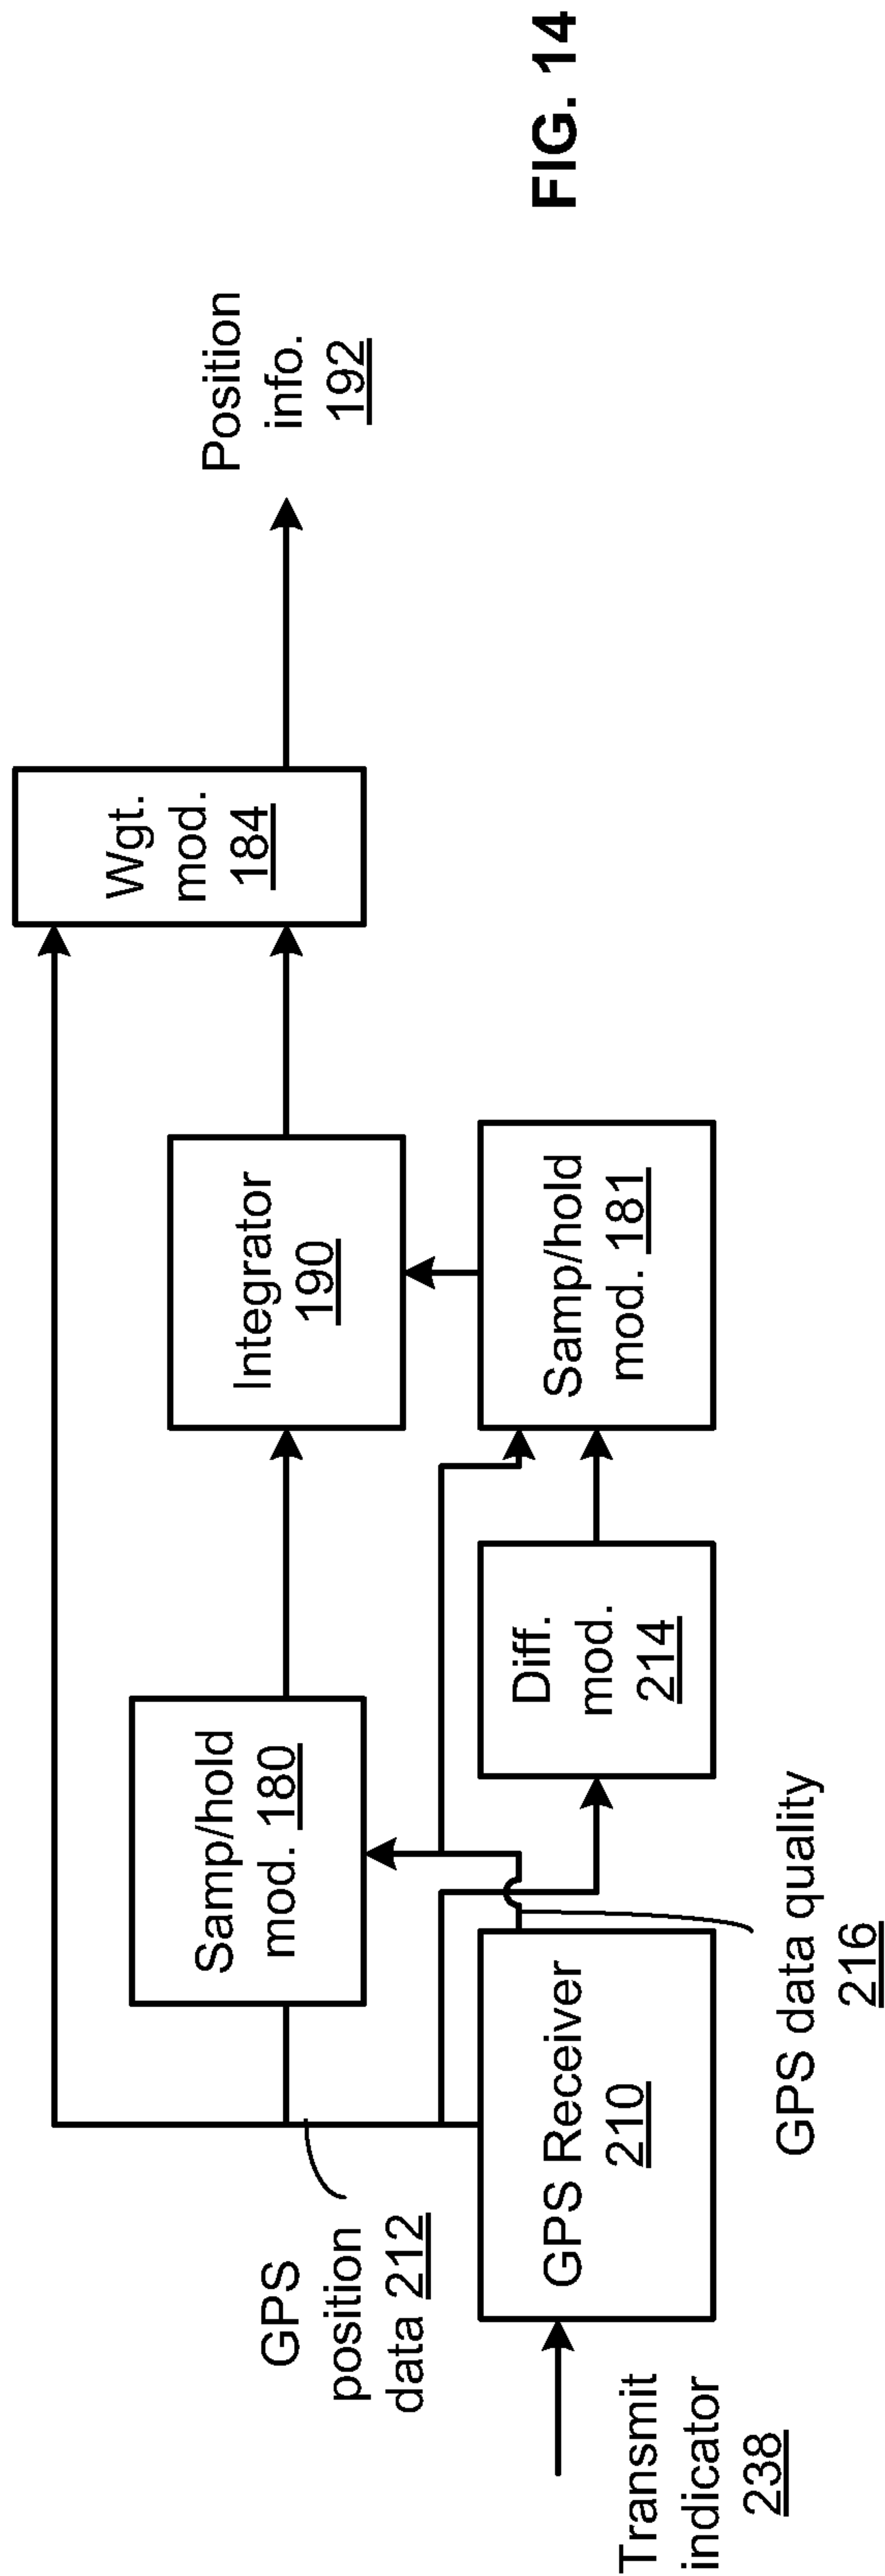 Position
info.
192
Wgt.
mod.
184
Integrator
190
Samp/hold
mod. 180
Samp/hold
mod. 181
Diff.
mod.
214
GPS
position
data 212
GPS Receiver
210
GPS data quality
216
Transmit
indicator
238
FIG. 14